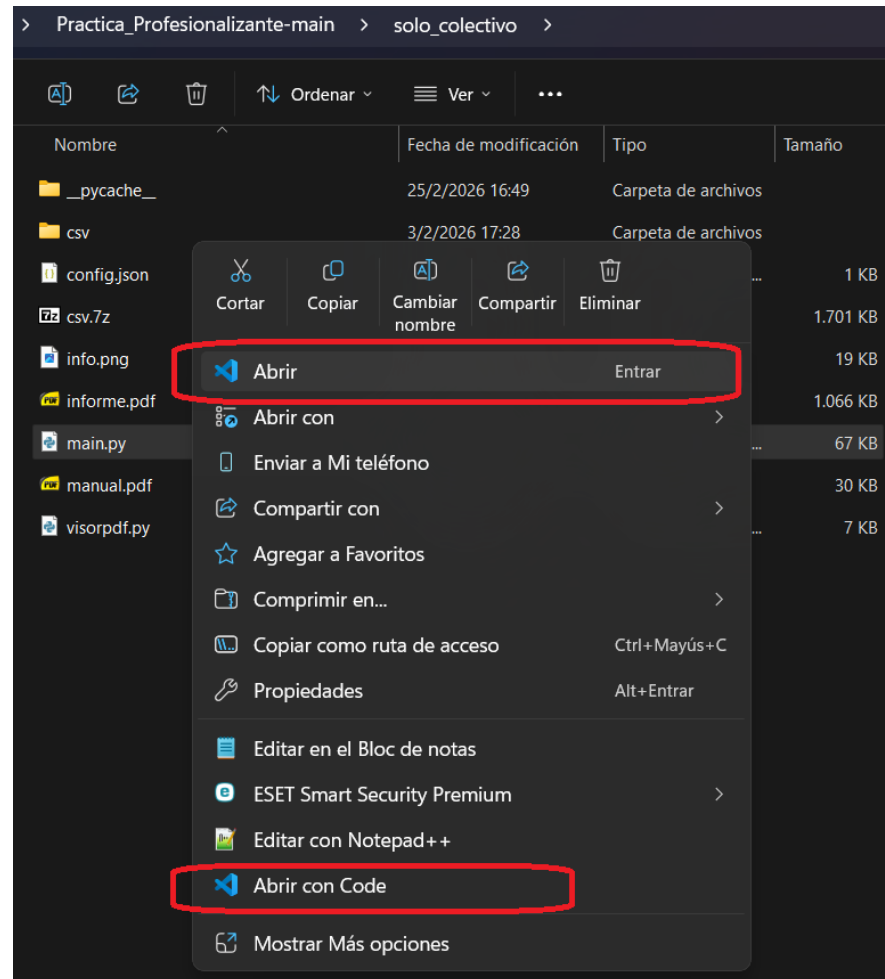 > Practica_Profesionalizante-main > solo_colectivo >
Ordenar Ver ...
Nombre Fecha de modificación Tipo Tamaño
__pycache__ 25/2/2026 16:49 Carpeta de archivos
csv 3/2/2026 17:28 Carpeta de archivos
config.json ... 1 KB
csv.7z 1.701 KB
info.png 19 KB
informe.pdf 1.066 KB
main.py ... 67 KB
manual.pdf 30 KB
visorpdf.py ... 7 KB
Cortar Copiar Cambiar nombre Compartir Eliminar
Abrir Entrar
Abrir con
Enviar a Mi teléfono
Compartir con
Agregar a Favoritos
Comprimir en...
Copiar como ruta de acceso Ctrl+Mayús+C
Propiedades Alt+Entrar
Editar en el Bloc de notas
ESET Smart Security Premium
Editar con Notepad++
Abrir con Code
Mostrar Más opciones